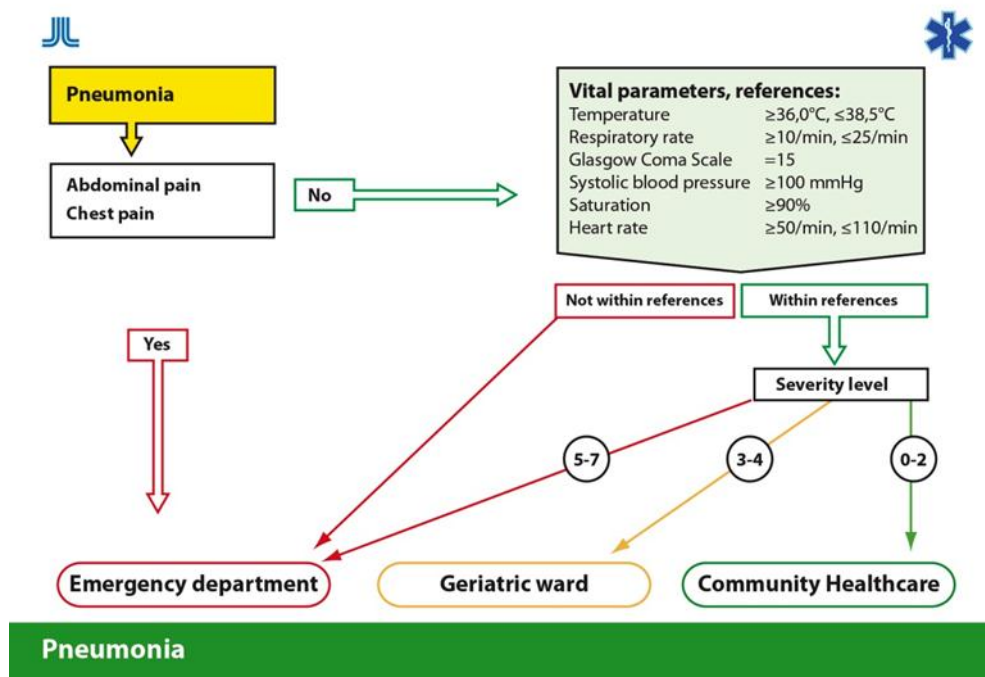 Pneumonia
Abdominal pain
Chest pain
No
Vital parameters, references:
Temperature ≥36,0°C, ≤38,5°C
Respiratory rate ≥10/min, ≤25/min
Glasgow Coma Scale =15
Systolic blood pressure ≥100 mmHg
Saturation ≥90%
Heart rate ≥50/min, ≤110/min
Not within references
Within references
Yes
Severity level
5-7
3-4
0-2
Emergency department
Geriatric ward
Community Healthcare
Pneumonia